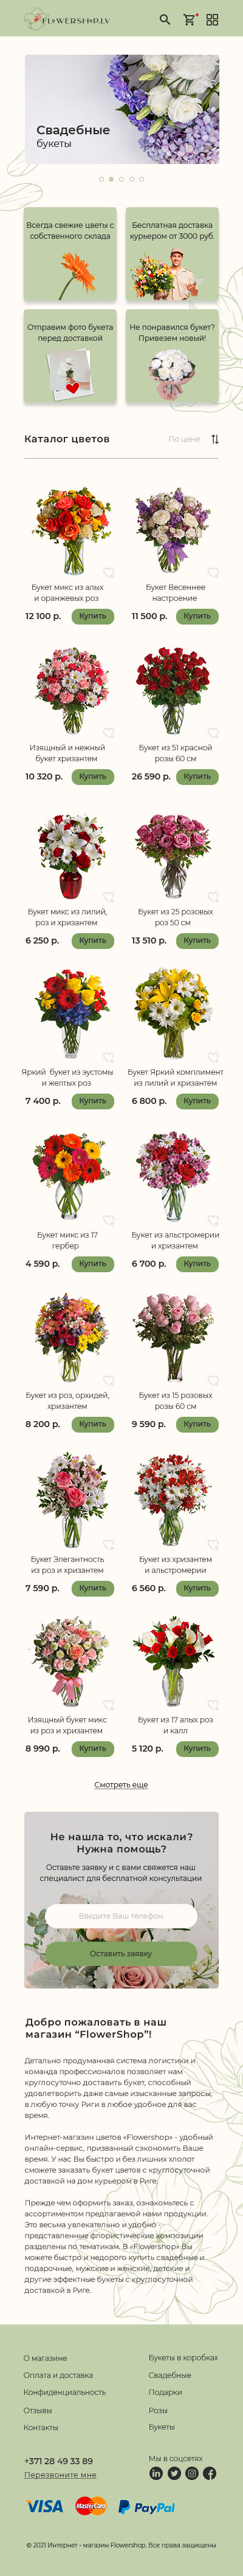 FLOWERSHOP.LV
Свадебные
букеты
Всегда свежие цветы с
собственного склада
Бесплатная доставка
курьером от 3000 руб.
Отправим фото букета
перед доставкой
Не понравился букет?
Привезем новый!
Каталог цветов
По цене
Букет микс из алых
и оранжевых роз
12 100 р.
Купить
Букет Весеннее
настроение
11 500 р.
Купить
Изящный и нежный
букет хризантем
10 320 р.
Купить
Букет из 51 красной
розы 60 см
26 590 р.
Купить
Букет микс из лилий,
роз и хризантем
6 250 р.
Купить
Букет из 25 розовых
роз 50 см
13 510 р.
Купить
Яркий букет из эустомы
и желтых роз
7 400 р.
Купить
Букет Яркий комплимент
из лилий и хризантем
6 800 р.
Купить
Букет микс из 17
гербер
4 590 р.
Купить
Букет из альстромерии
и хризантем
6 700 р.
Купить
Букет из роз, орхидей,
хризантем
8 200 р.
Купить
Букет из 15 розовых
розы 60 см
9 590 р.
Купить
Букет Элегантность
из роз и хризантем
7 590 р.
Купить
Букет из хризантем
и альстромерии
6 560 р.
Купить
Изящный букет микс
из роз и хризантем
8 990 р.
Купить
Букет из 17 алых роз
и калл
5 120 р.
Купить
Смотреть еще
Не нашла то, что искали?
Нужна помощь?
Оставьте заявку и с вами свяжется наш
специалист для бесплатной консультации
Введите Ваш телефон
Оставить заявку
Добро пожаловать в наш
магазин “FlowerShop”!
Детально продуманная система логистики и
команда профессионалов позволяет нам
круглосуточно доставить букет, способный
удовлетворить даже самые изысканные запросы,
в любую точку Риги в любое удобное для вас
время.
Интернет-магазин цветов «Flowershop» - удобный
онлайн-сервис, призванный сэкономить Ваше
время. У нас Вы быстро и без лишних хлопот
сможете заказать букет цветов с круглосуточной
доставкой на дом курьером в Риге.
Прежде чем оформить заказ, ознакомьтесь с
ассортиментом предлагаемой нами продукции.
Это весьма увлекательно и удобно -
представленные флористические композиции
разделены по тематикам. В «Flowershop» Вы
можете быстро и недорого купить свадебные и
подарочные, мужские и женские, детские и
другие эффектные букеты с круглосуточной
доставкой в Риге.
О магазине
Оплата и доставка
Конфиденциальность
Отзывы
Контакты
Букеты в коробках
Свадебные
Подарки
Розы
Букеты
+371 28 49 33 89
Перезвоните мне
Мы в соцсетях
VISA
MasterCard
PayPal
© 2021 Интернет - магазин Flowershop. Все права защищены